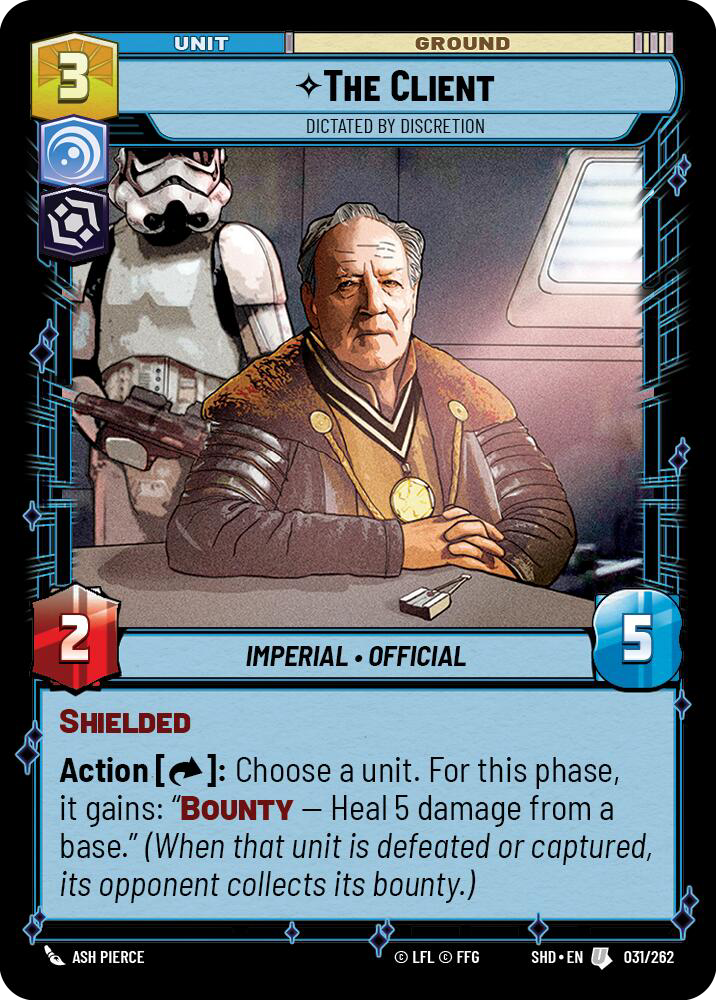 UNIT
GROUND
3
THE CLIENT
DICTATED BY DISCRETION
2
IMPERIAL • OFFICIAL
5
SHIELDED
Action [ ]: Choose a unit. For this phase,
it gains: “BOUNTY – Heal 5 damage from a
base.” (When that unit is defeated or captured,
its opponent collects its bounty.)
ASH PIERCE
© LFL © FFG
SHD • EN U 031/262